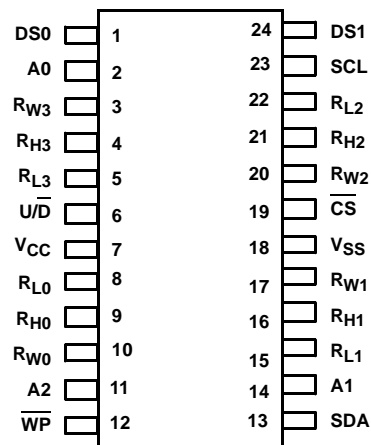 DS0 1 24 DS1
A0 2 23 SCL
RW3 3 22 RL2
RH3 4 21 RH2
RL3 5 20 RW2
U/D̅ 6 19 C̅S̅
VCC 7 18 VSS
RL0 8 17 RW1
RH0 9 16 RH1
RW0 10 15 RL1
A2 11 14 A1
W̅P̅ 12 13 SDA